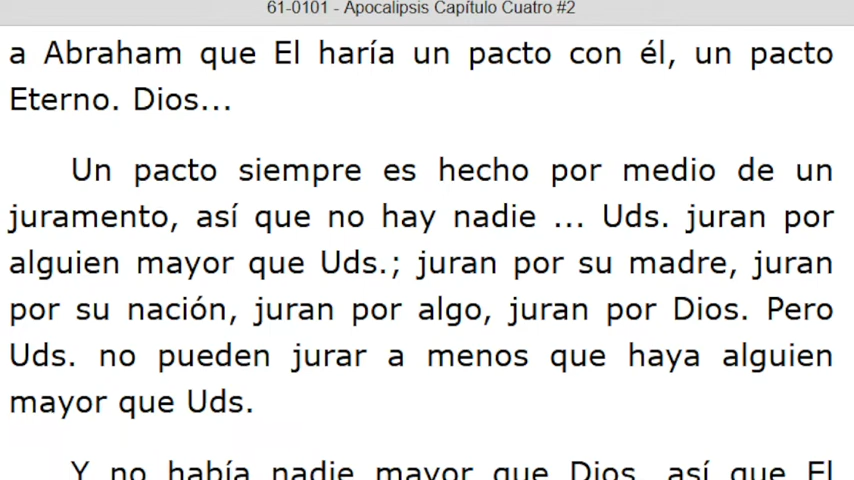 61-0101 - Apocalipsis Capítulo Cuatro #2
a Abraham que El haría un pacto con él, un pacto
Eterno. Dios...
Un pacto siempre es hecho por medio de un
juramento, así que no hay nadie ... Uds. juran por
alguien mayor que Uds.; juran por su madre, juran
por su nación, juran por algo, juran por Dios. Pero
Uds. no pueden jurar a menos que haya alguien
mayor que Uds.
Y no había nadie mayor que Dios, así que El